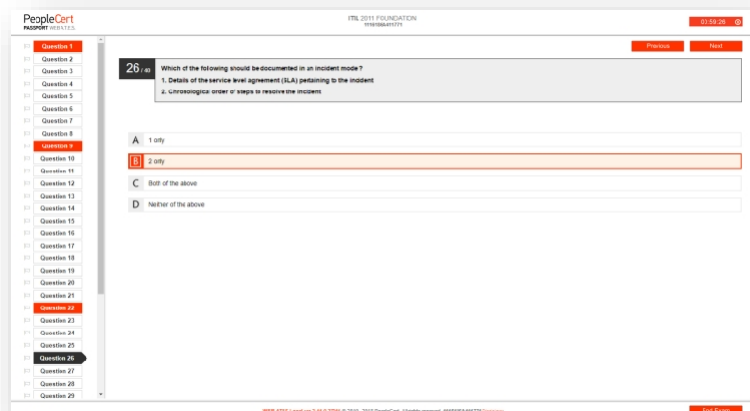 PeopleCert
PASSPORT WEBSITES.
ITIL 2011 FOUNDATION
03:59:26
Previous
Next
Question 1
Question 2
Question 3
Question 4
Question 5
Question 6
Question 7
Question 8
Question 9
Question 10
Question 11
Question 12
Question 13
Question 14
Question 15
Question 16
Question 17
Question 18
Question 19
Question 20
Question 21
Question 22
Question 23
Question 24
Question 25
Question 26
Question 27
Question 28
Question 29
26 / 40
Which of the following should be documented in an incident mode?
1. Details of the service level agreement (SLA) pertaining to the incident
2. Chronological order of steps to resolve the incident
A 1 only
B 2 only
C Both of the above
D Neither of the above
End Exam